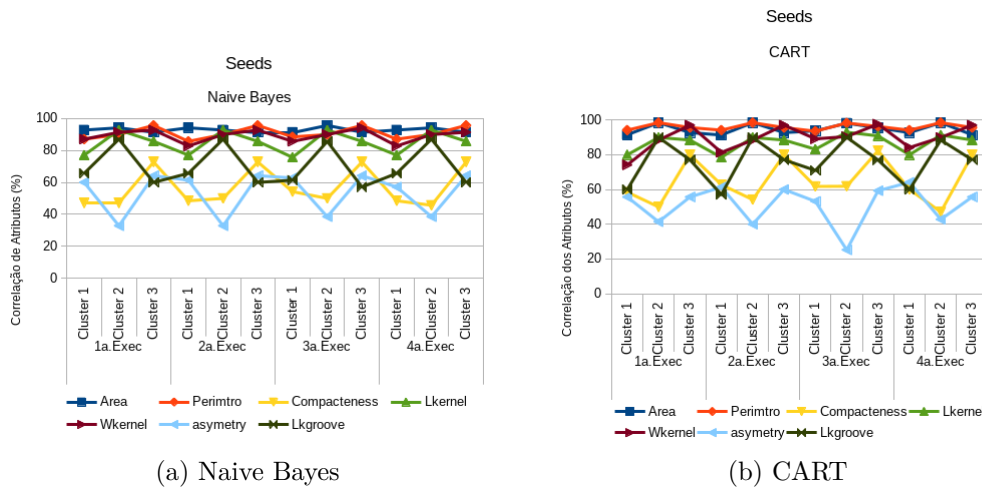 Seeds
Naive Bayes
Correlação de Atributos (%)
100
80
60
40
20
0
Cluster 1
Cluster 2
Cluster 3
Cluster 1
Cluster 2
Cluster 3
Cluster 1
Cluster 2
Cluster 3
Cluster 1
Cluster 2
Cluster 3
1a.Exec 2a.Exec 3a.Exec 4a.Exec
Area Perimtro Compacteness Lkernel
Wkernel asymetry Lkgroove
(a) Naive Bayes
Seeds
CART
Correlação dos Atributos (%)
100
80
60
40
20
0
Cluster 1
Cluster 2
Cluster 3
Cluster 1
Cluster 2
Cluster 3
Cluster 1
Cluster 2
Cluster 3
Cluster 1
Cluster 2
Cluster 3
1a.Exec 2a.Exec 3a.Exec 4a.Exec
Area Perimtro Compacteness Lkerne
Wkernel asymetry Lkgroove
(b) CART